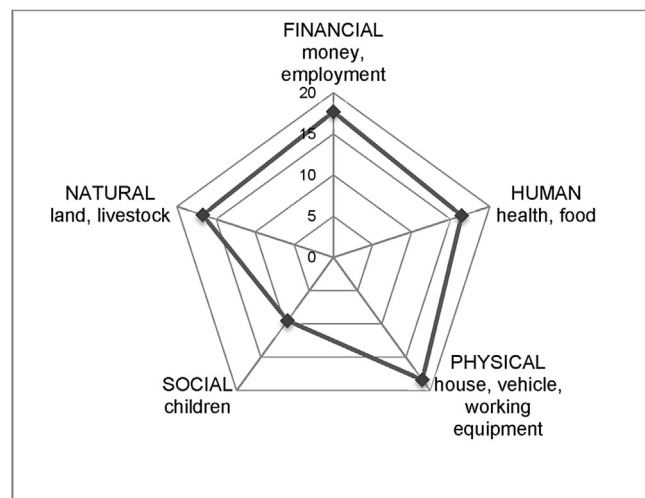 FINANCIAL
money,
employment
20
15
10
5
0
HUMAN
health, food
PHYSICAL
house, vehicle,
working
equipment
SOCIAL
children
NATURAL
land, livestock